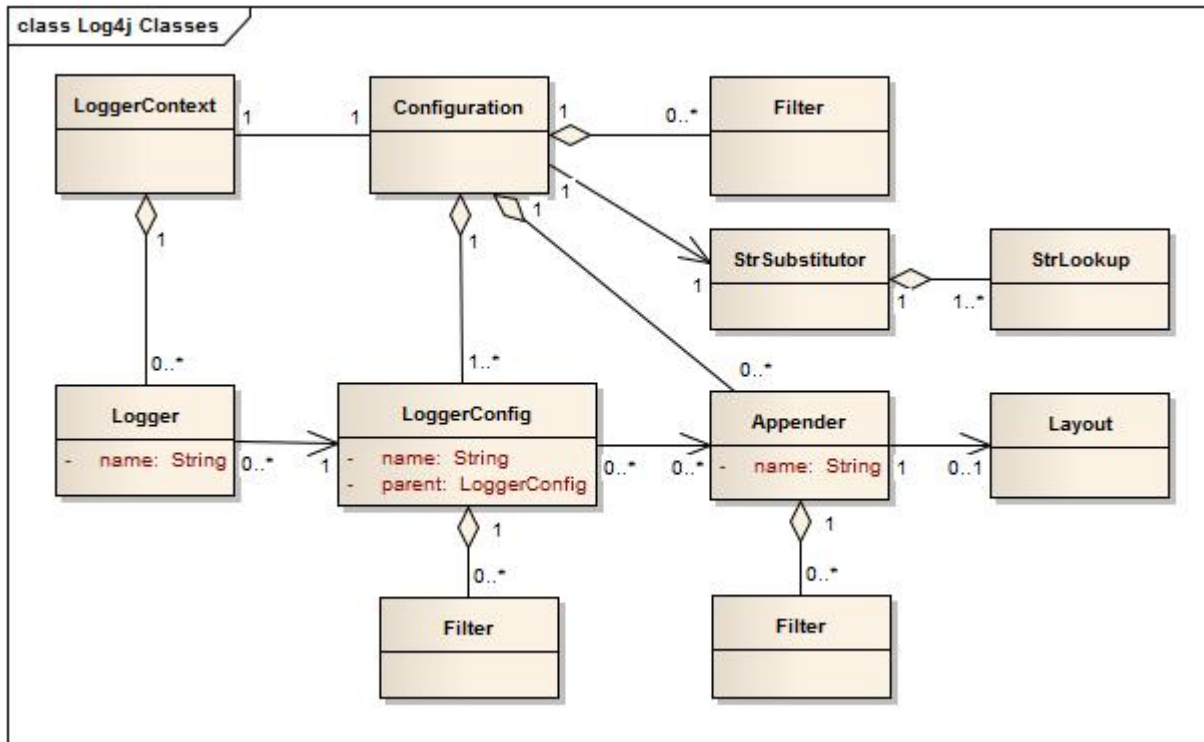 class Log4j Classes
LoggerContext
1
1
Configuration
1
0..*
Filter
1
1
1
1
1
StrSubstitutor
1
1..*
StrLookup
0..*
1..*
0..*
Logger
- name: String
0..*
1
LoggerConfig
- name: String
- parent: LoggerConfig
0..*
0..*
Appender
- name: String
1
0..1
Layout
1
0..*
Filter
1
0..*
Filter